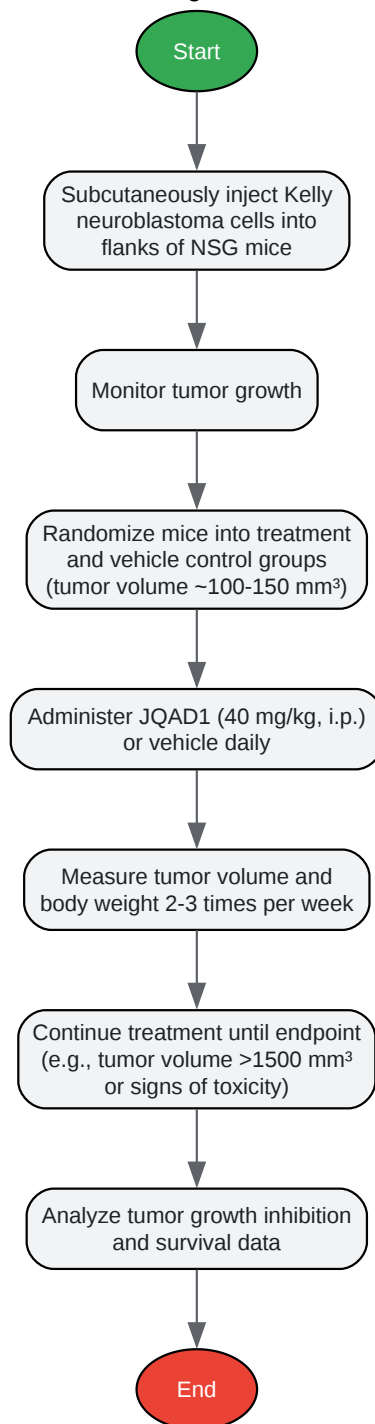 Start
Subcutaneously inject Kelly
neuroblastoma cells into
flanks of NSG mice
Monitor tumor growth
Randomize mice into treatment
and vehicle control groups
(tumor volume ~100-150 mm³)
Administer JQAD1 (40 mg/kg, i.p.)
or vehicle daily
Measure tumor volume and
body weight 2-3 times per week
Continue treatment until endpoint
(e.g., tumor volume >1500 mm³
or signs of toxicity)
Analyze tumor growth inhibition
and survival data
End